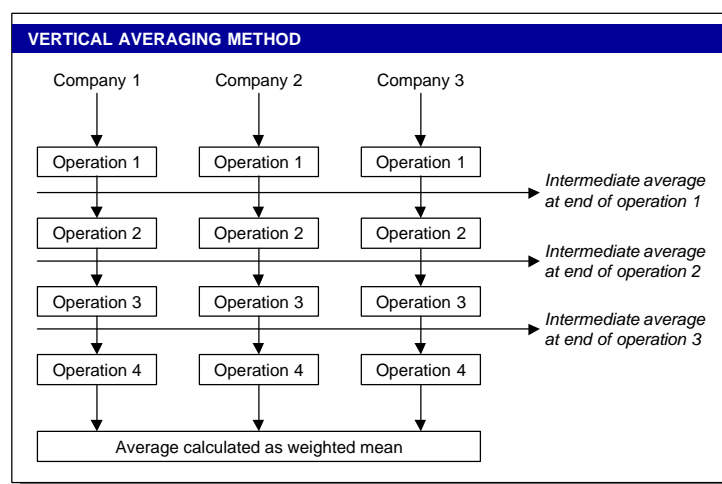 VERTICAL AVERAGING METHOD
Company 1 Company 2 Company 3
Operation 1 Operation 1 Operation 1
Intermediate average
at end of operation 1
Operation 2 Operation 2 Operation 2
Intermediate average
at end of operation 2
Operation 3 Operation 3 Operation 3
Intermediate average
at end of operation 3
Operation 4 Operation 4 Operation 4
Average calculated as weighted mean